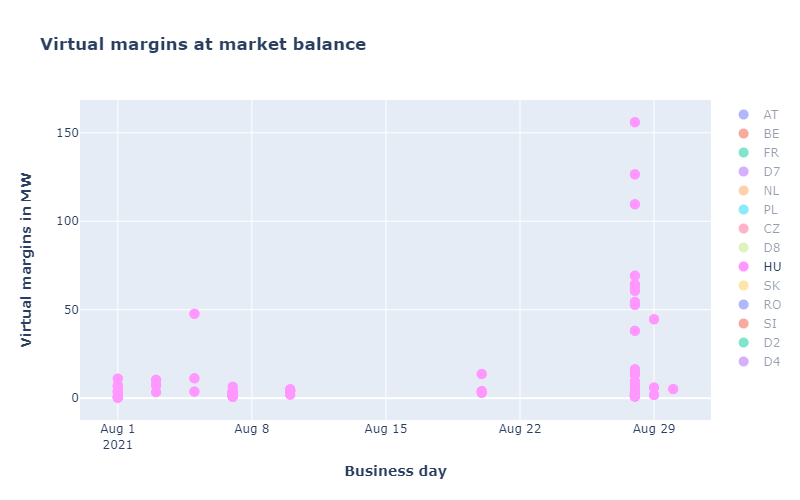 Virtual margins at market balance
Virtual margins in MW
150
100
50
0
Aug 1
2021
Aug 8
Aug 15
Aug 22
Aug 29
Business day
AT
BE
FR
D7
NL
PL
CZ
D8
HU
SK
RO
SI
D2
D4